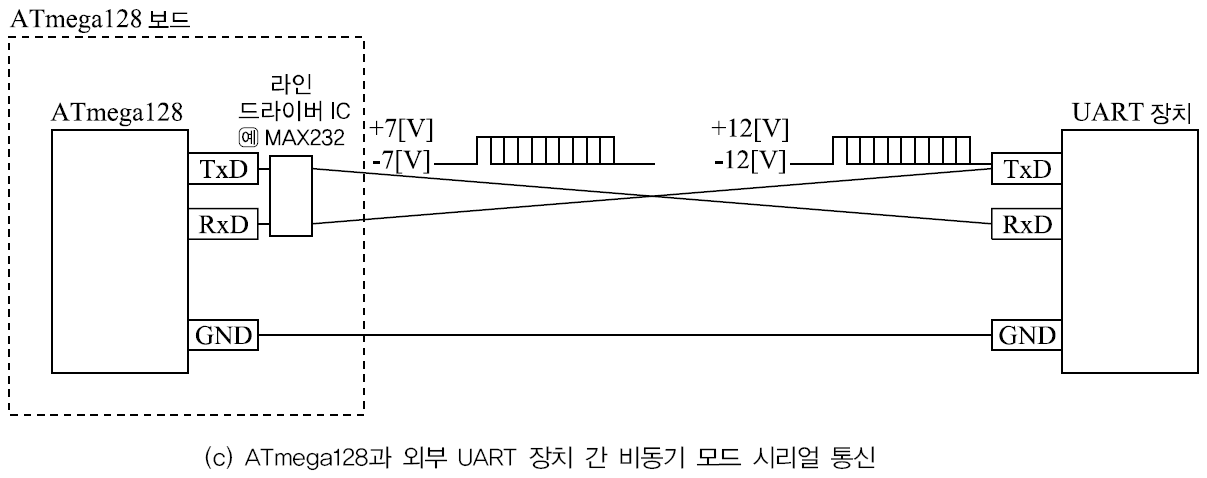 ATmega128 보드
라인
드라이버 IC
예 MAX232
ATmega128
UART 장치
+7[V]
-7[V]
+12[V]
-12[V]
TxD
TxD
RxD
RxD
GND
GND
(c) ATmega128과 외부 UART 장치 간 비동기 모드 시리얼 통신